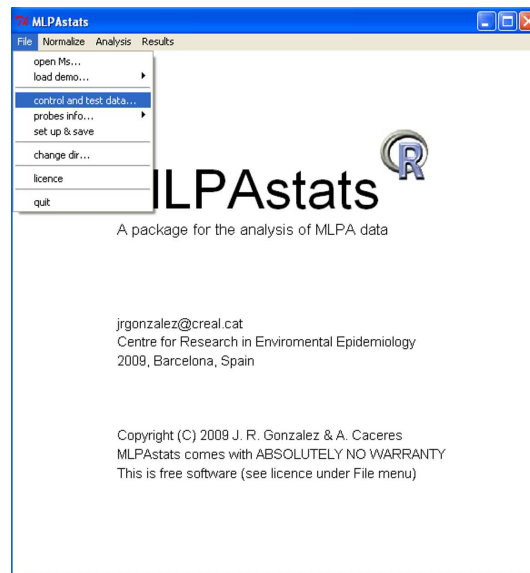 MLPAstats
File Normalize Analysis Results
open Ms...
load demo...
control and test data...
probes info...
set up & save
change dir...
licence
quit
R
LPAstats
A package for the analysis of MLPA data
jrgonzalez@creal.cat
Centre for Research in Enviromental Epidemiology
2009, Barcelona, Spain
Copyright (C) 2009 J. R. Gonzalez & A. Caceres
MLPAstats comes with ABSOLUTELY NO WARRANTY
This is free software (see licence under File menu)